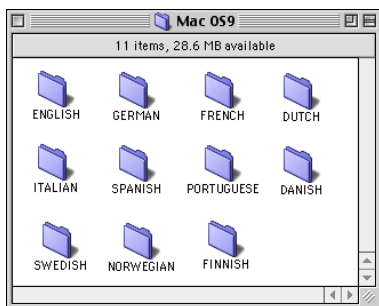 Mac OS9
11 items, 28.6 MB available
ENGLISH GERMAN FRENCH DUTCH
ITALIAN SPANISH PORTUGUESE DANISH
SWEDISH NORWEGIAN FINNISH